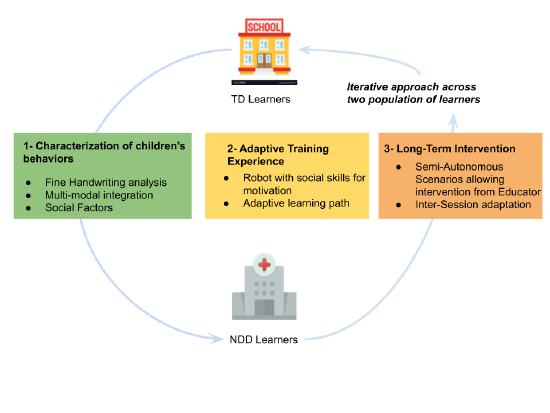 SCHOOL
TD Learners
Iterative approach across
two population of learners
1- Characterization of children's
behaviors
● Fine Handwriting analysis
● Multi-modal integration
● Social Factors
2- Adaptive Training
Experience
● Robot with social skills for
motivation
● Adaptive learning path
3- Long-Term Intervention
● Semi-Autonomous
Scenarios allowing
intervention from Educator
● Inter-Session adaptation
NDD Learners